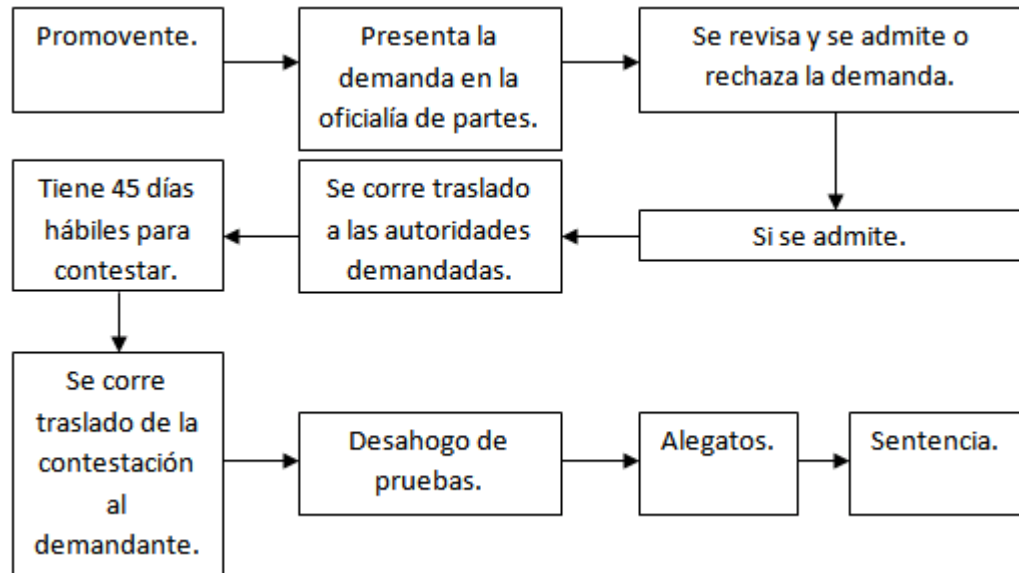 Promovente.
Presenta la
demanda en la
oficialía de partes.
Se revisa y se admite o
rechaza la demanda.
Si se admite.
Se corre traslado
a las autoridades
demandadas.
Tiene 45 días
hábiles para
contestar.
Se corre
traslado de la
contestación
al
demandante.
Desahogo de
pruebas.
Alegatos.
Sentencia.